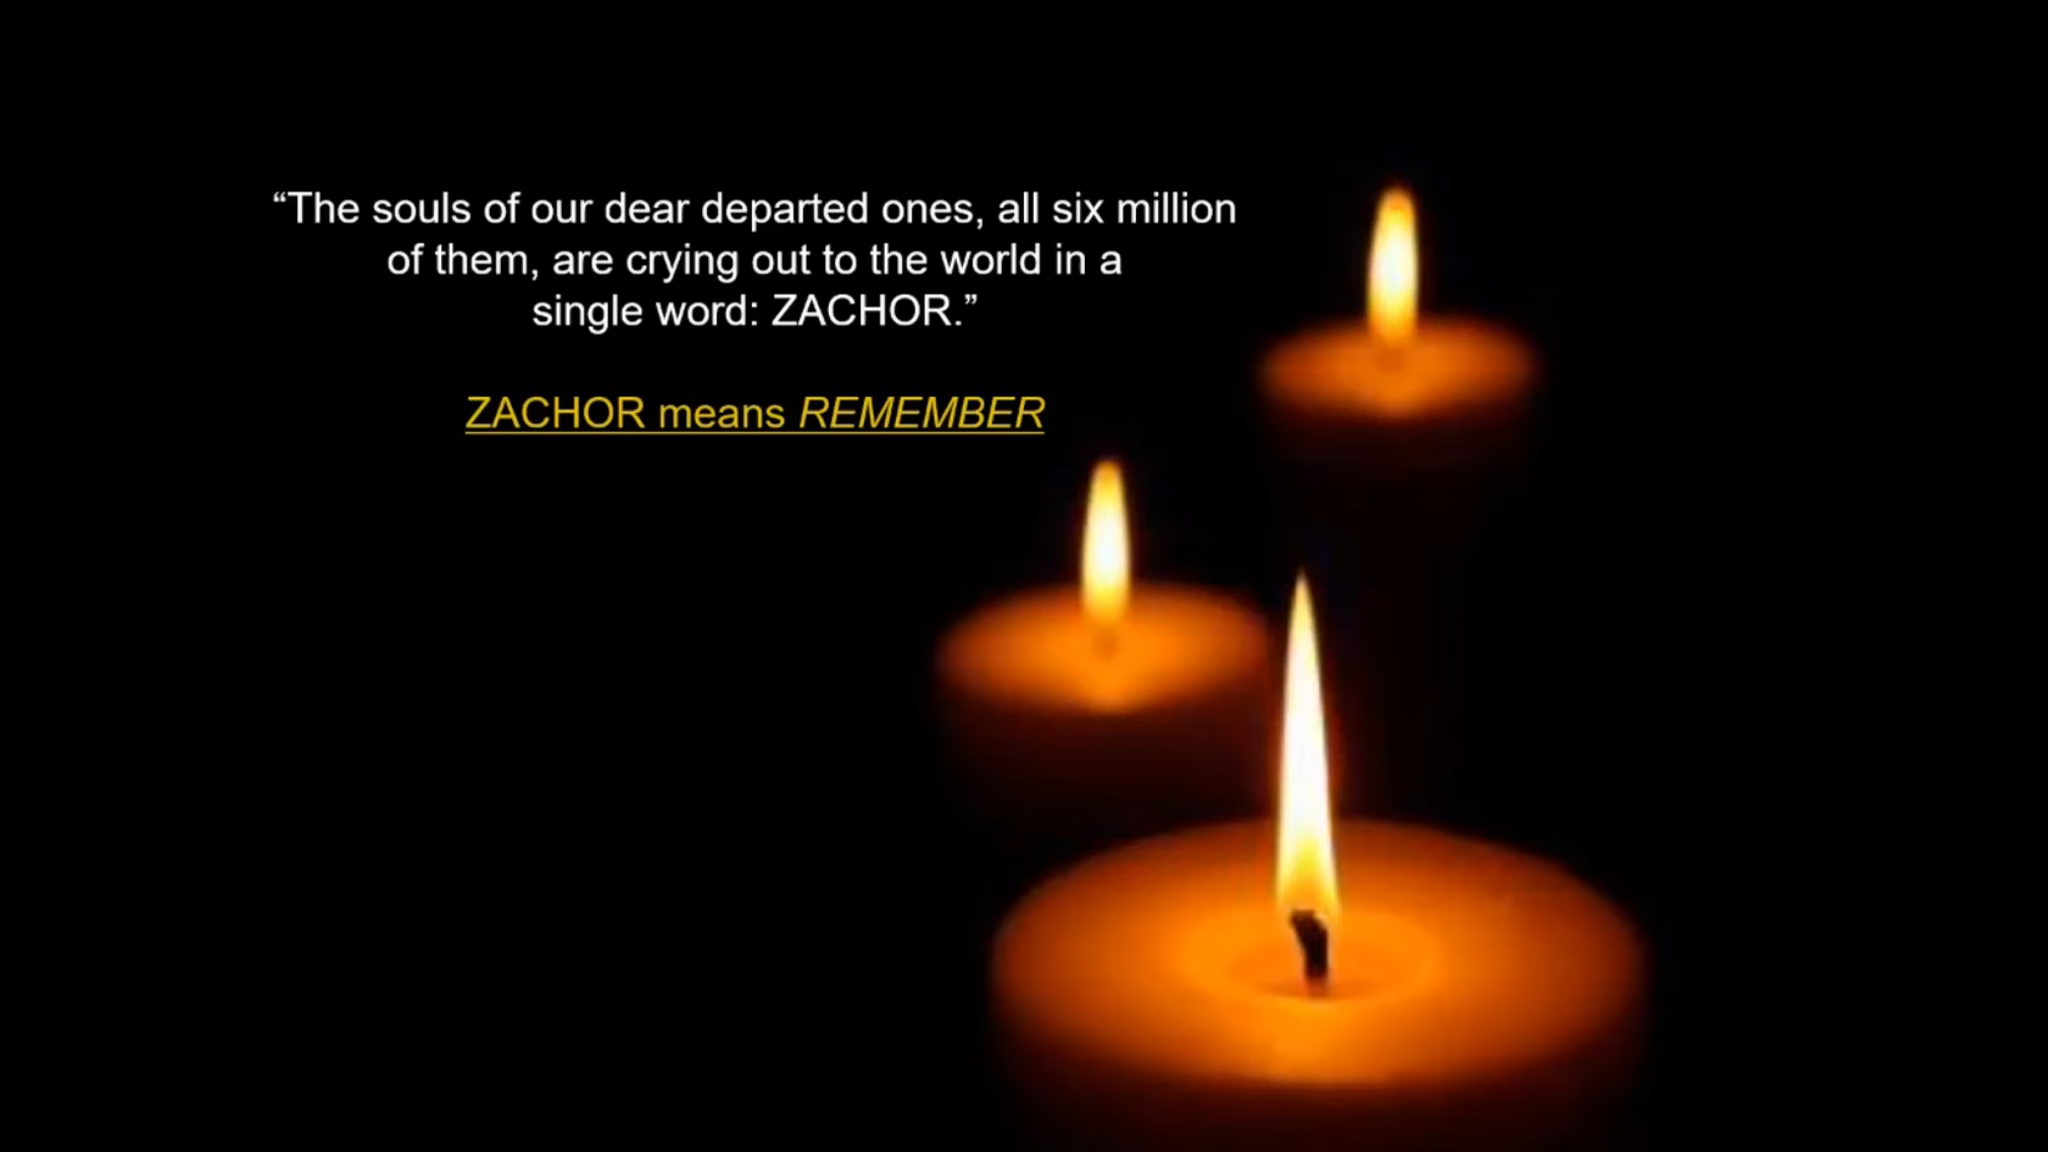 “The souls of our dear departed ones, all six million
of them, are crying out to the world in a
single word: ZACHOR.”
ZACHOR means REMEMBER